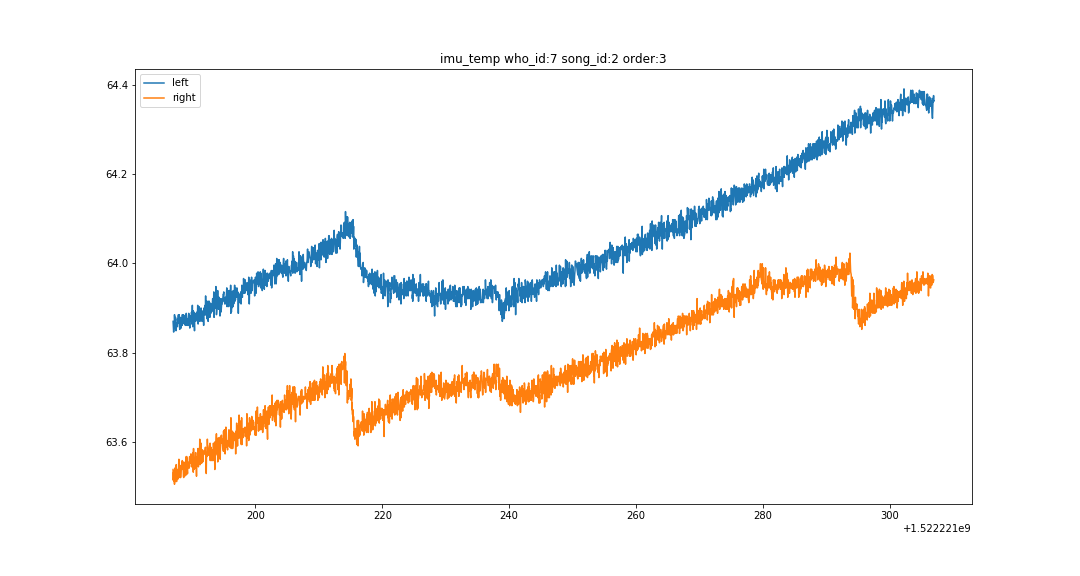 imu_temp who_id:7 song_id:2 order:3
left
right
64.4
64.2
64.0
63.8
63.6
200 220 240 260 280 300
+1.522221e9